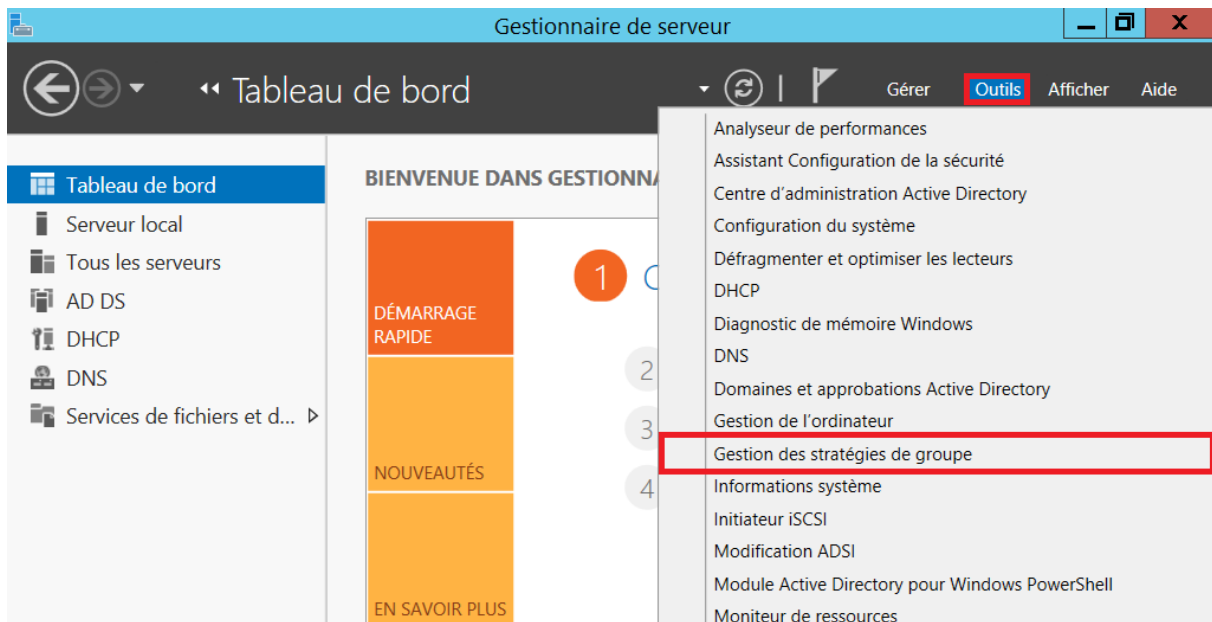 Gestionnaire de serveur
Tableau de bord
Gérer Outils Afficher Aide
Tableau de bord
Serveur local
Tous les serveurs
AD DS
DHCP
DNS
Services de fichiers et d...
BIENVENUE DANS GESTIONNA
DÉMARRAGE
RAPIDE
NOUVEAUTÉS
EN SAVOIR PLUS
1
2
3
4
Analyseur de performances
Assistant Configuration de la sécurité
Centre d'administration Active Directory
Configuration du système
Défragmenter et optimiser les lecteurs
DHCP
Diagnostic de mémoire Windows
DNS
Domaines et approbations Active Directory
Gestion de l'ordinateur
Gestion des stratégies de groupe
Informations système
Initiateur iSCSI
Modification ADSI
Module Active Directory pour Windows PowerShell
Moniteur de ressources